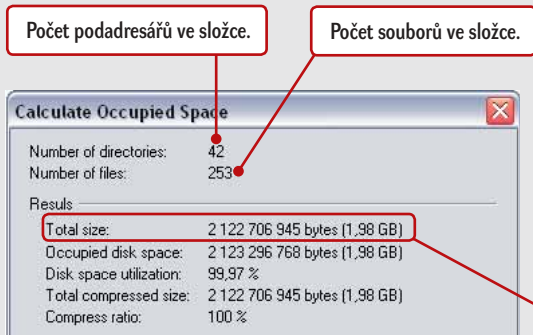 Počet podadresářů ve složce.
Počet souborů ve složce.
Calculate Occupied Space
Number of directories: 42
Number of files: 253
Resuls
Total size: 2 122 706 945 bytes (1,98 GB)
Occupied disk space: 2 123 296 768 bytes (1,98 GB)
Disk space utilization: 99,97 %
Total compressed size: 2 122 706 945 bytes (1,98 GB)
Compress ratio: 100 %